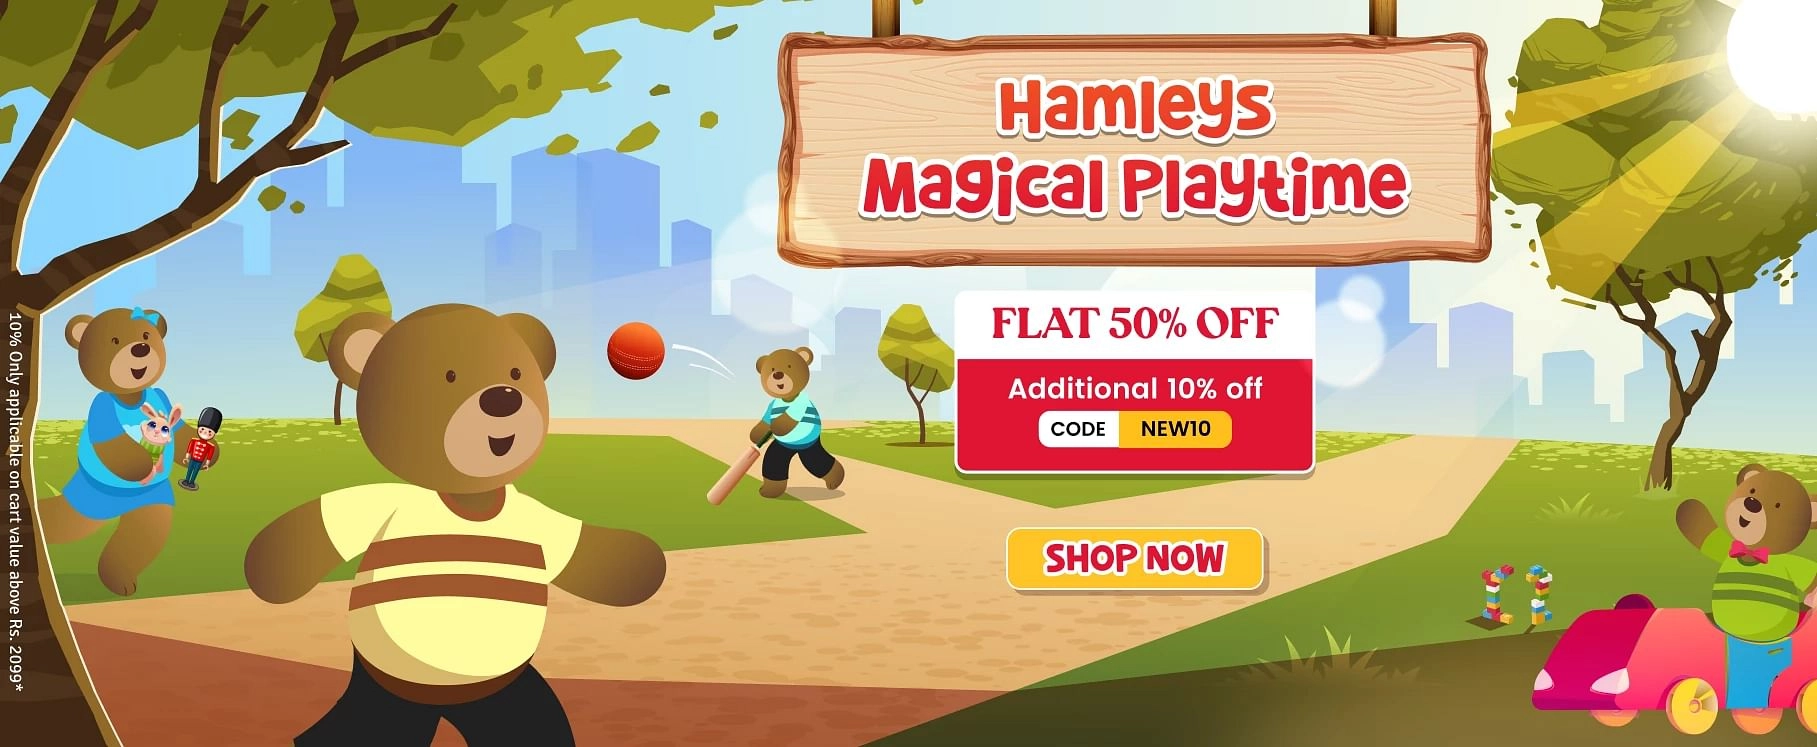 Hamleys
Magical Playtime
FLAT 50% OFF
Additional 10% off
CODE NEW10
SHOP NOW
10% Only applicable on cart value above Rs. 2099*